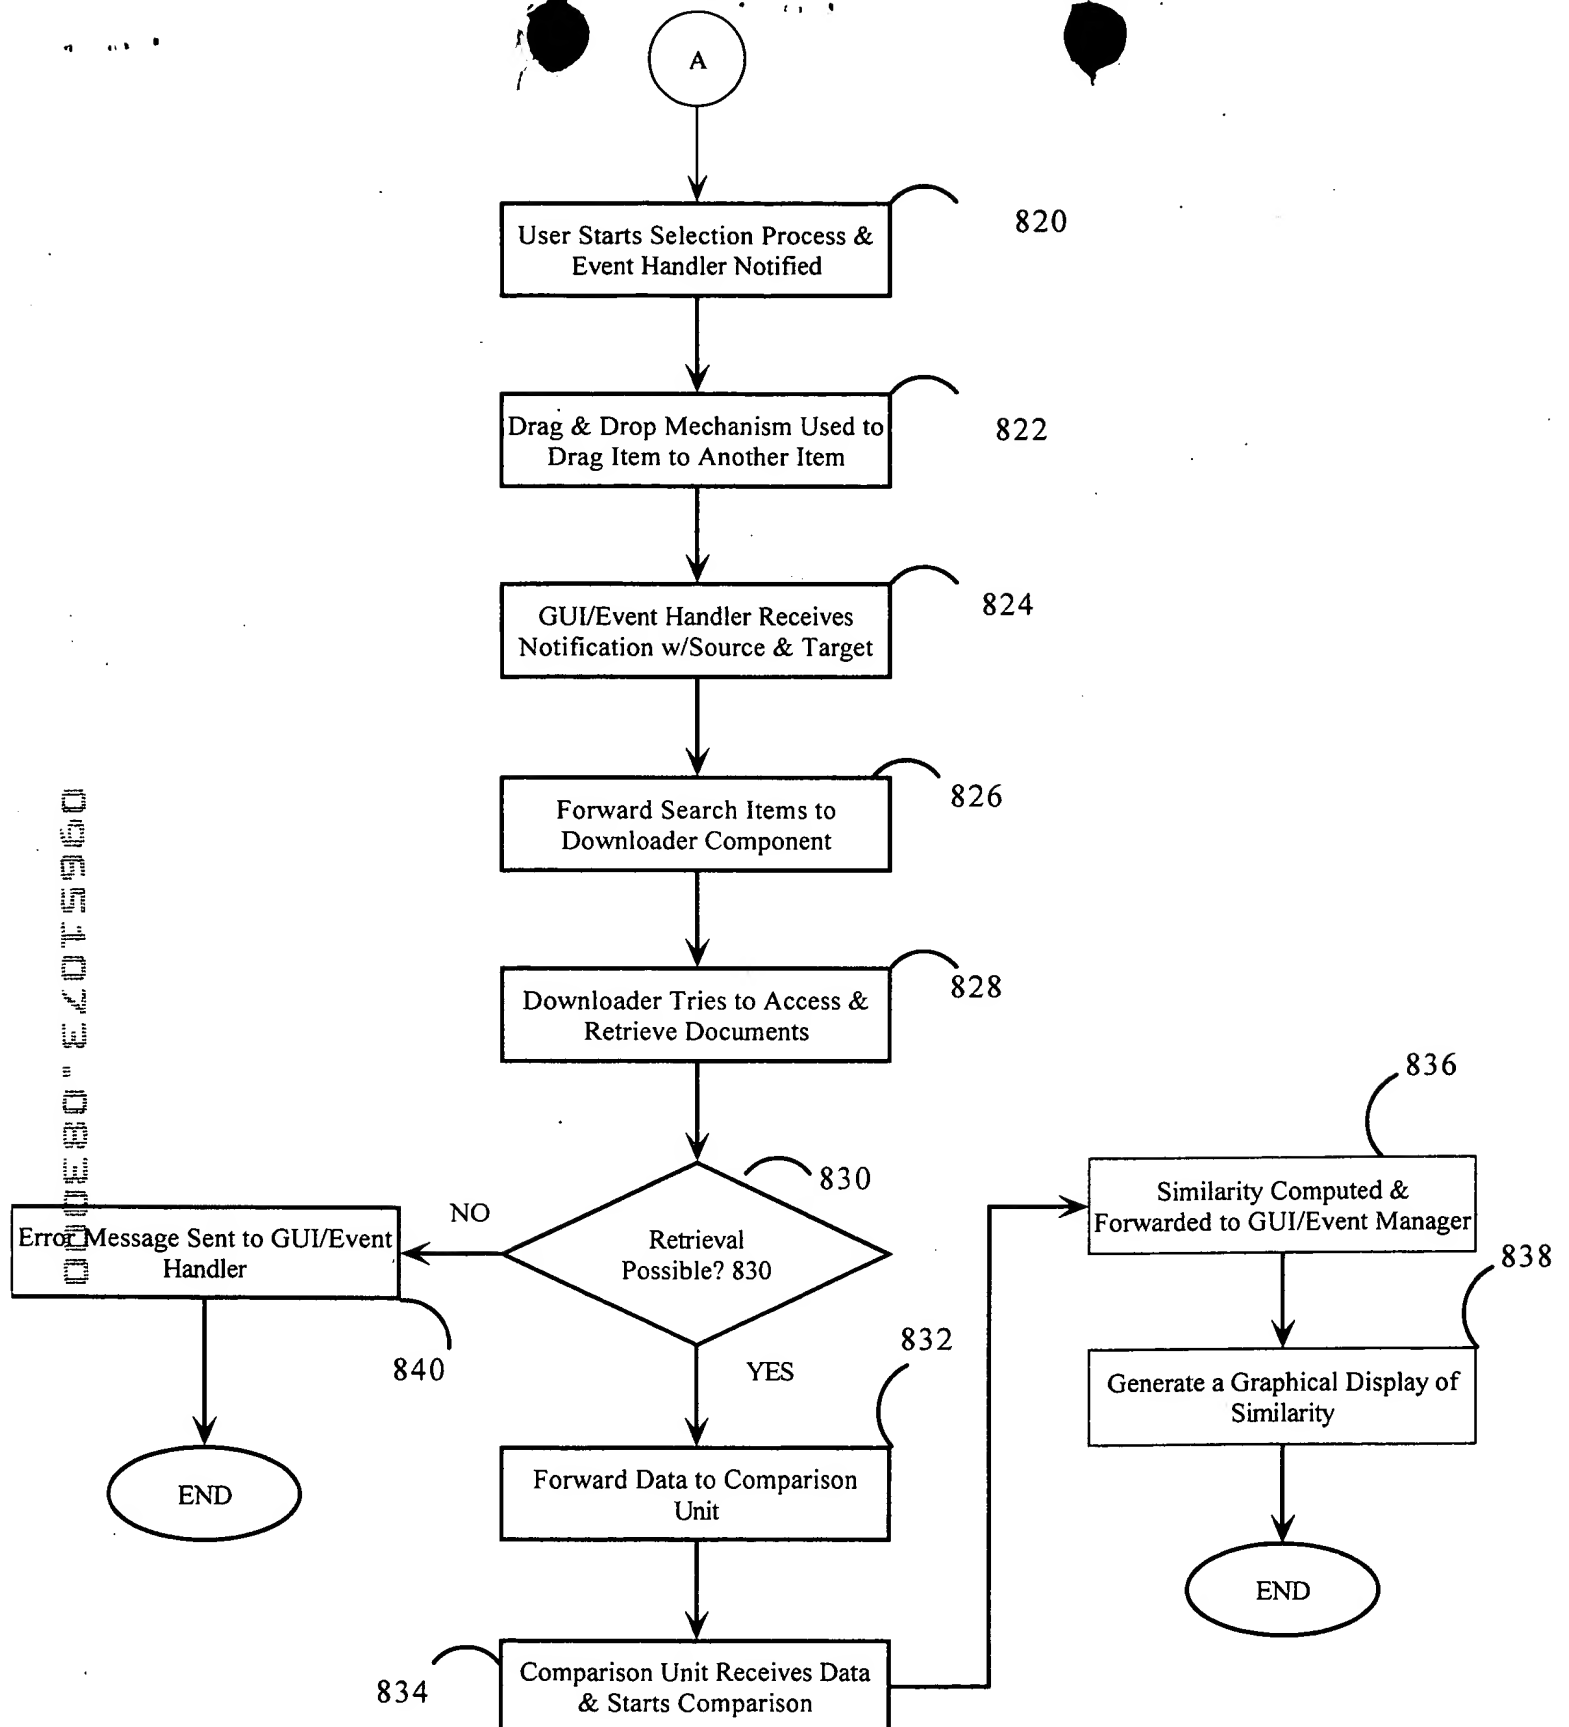 A
820
User Starts Selection Process &
Event Handler Notified
822
Drag & Drop Mechanism Used to
Drag Item to Another Item
824
GUI/Event Handler Receives
Notification w/Source & Target
826
Forward Search Items to
Downloader Component
828
Downloader Tries to Access &
Retrieve Documents
830
Retrieval
Possible? 830
NO
Error Message Sent to GUI/Event
Handler
840
END
YES
832
Forward Data to Comparison
Unit
834
Comparison Unit Receives Data
& Starts Comparison
836
Similarity Computed &
Forwarded to GUI/Event Manager
838
Generate a Graphical Display of
Similarity
END
09651073.083000